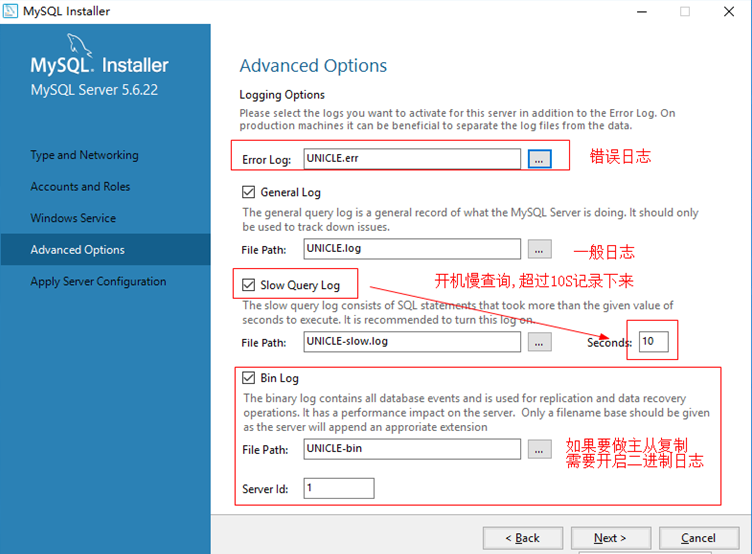 MySQL Installer
MySQL. Installer
MySQL Server 5.6.22
Type and Networking
Accounts and Roles
Windows Service
Advanced Options
Apply Server Configuration
Advanced Options
Logging Options
Please select the logs you want to activate for this server in addition to the Error Log. On
production machines it can be beneficial to separate the log files from the data.
Error Log: UNICLE.err ... 错误日志
General Log
The general query log is a general record of what the MySQL Server is doing. It should only
be used to track down issues.
File Path: UNICLE.log ... 一般日志
Slow Query Log 开机慢查询,超过10S记录下来
The slow query log consists of SQL statements that took more than the given value of
seconds to execute. It is recommended to turn this log on.
File Path: UNICLE-slow.log ... Seconds: 10
Bin Log
The binary log contains all database events and is used for replication and data recovery
operations. It has a performance impact on the server. Only a filename base should be given
as the server will append an approriate extension
File Path: UNICLE-bin ... 如果要做主从复制
需要开启二进制日志
Server Id: 1
< Back Next > Cancel